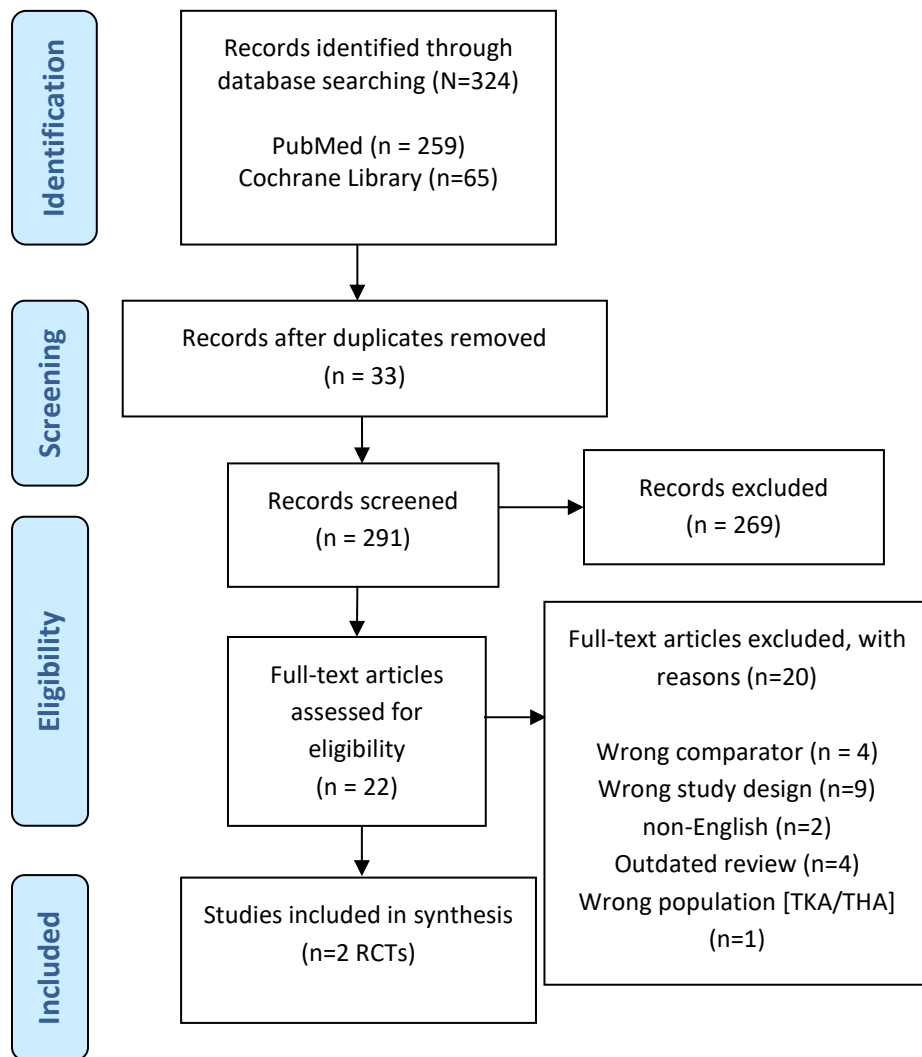 Identification
Records identified through
database searching (N=324)
PubMed (n = 259)
Cochrane Library (n=65)
Screening
Records after duplicates removed
(n = 33)
Records screened
(n = 291)
Records excluded
(n = 269)
Eligibility
Full-text articles
assessed for
eligibility
(n = 22)
Full-text articles excluded, with
reasons (n=20)
Wrong comparator (n = 4)
Wrong study design (n=9)
non-English (n=2)
Outdated review (n=4)
Wrong population [TKA/THA]
(n=1)
Included
Studies included in synthesis
(n=2 RCTs)